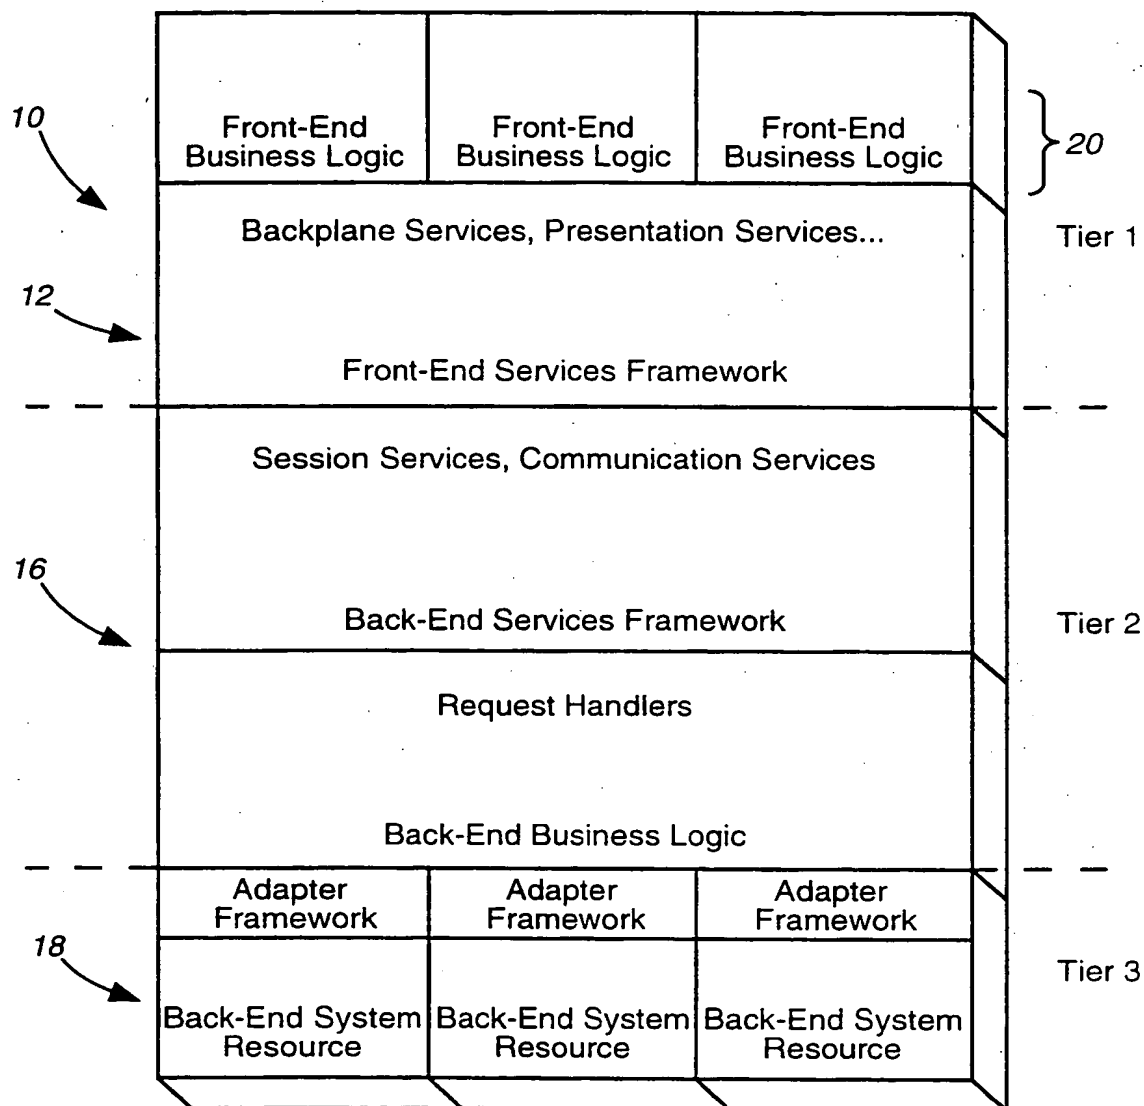 10
Front-End
Business Logic
Front-End
Business Logic
Front-End
Business Logic
20
Backplane Services, Presentation Services...
Tier 1
12
Front-End Services Framework
Session Services, Communication Services
16
Back-End Services Framework
Tier 2
Request Handlers
Back-End Business Logic
Adapter
Framework
Adapter
Framework
Adapter
Framework
18
Tier 3
Back-End System
Resource
Back-End System
Resource
Back-End System
Resource